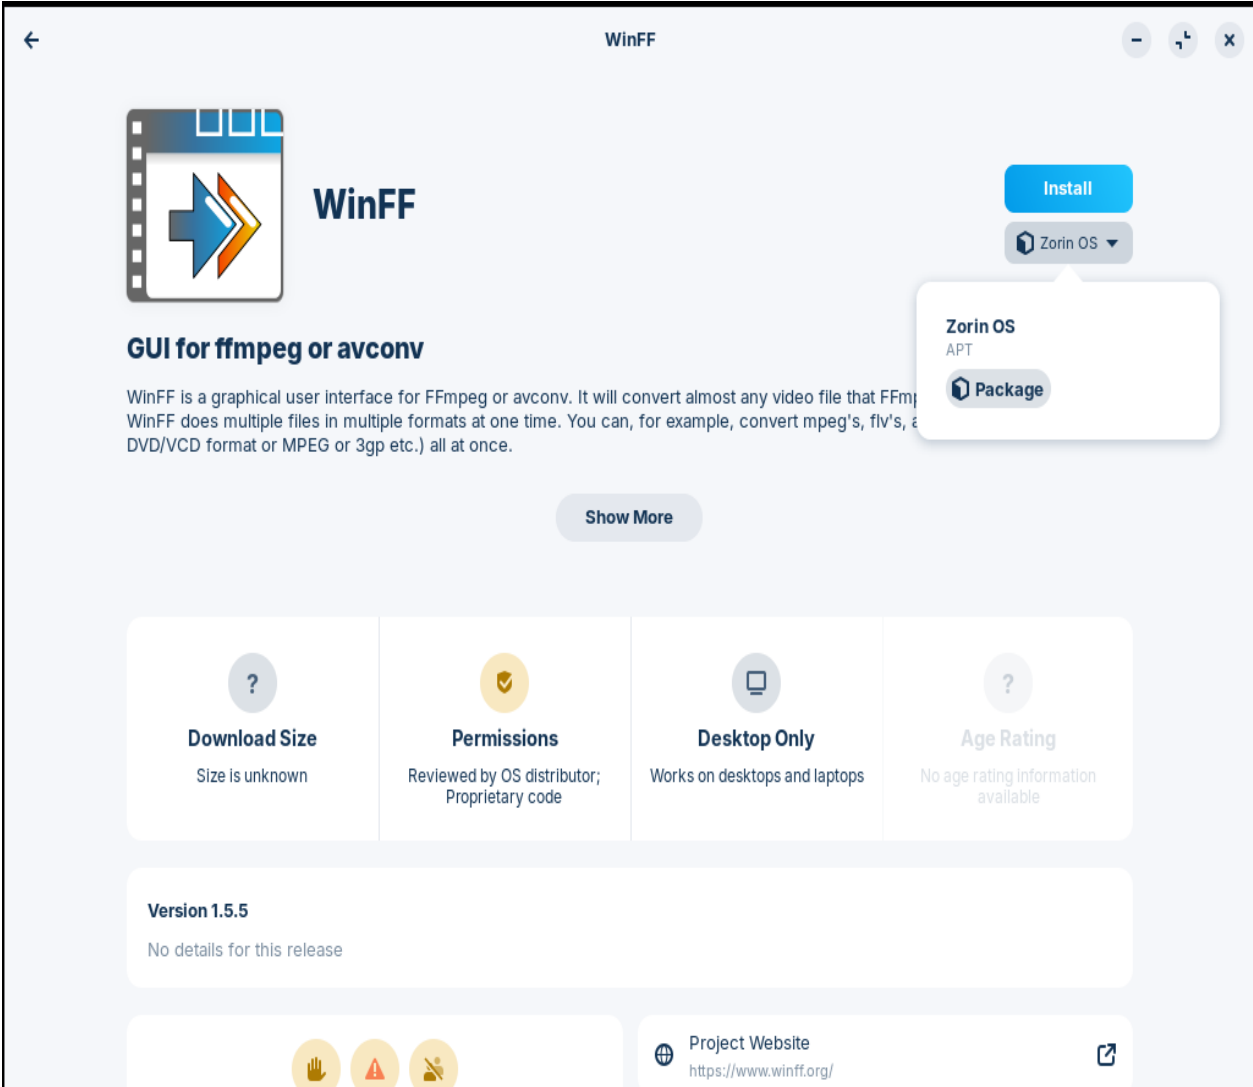 WinFF
WinFF
Install
Zorin OS
Zorin OS
APT
Package
GUI for ffmpeg or avconv
WinFF is a graphical user interface for FFmpeg or avconv. It will convert almost any video file that
WinFF does multiple files in multiple formats at one time. You can, for example, convert mpeg's, flv's,
DVD/VCD format or MPEG or 3gp etc.) all at once.
Show More
?
?
Download Size
Permissions
Desktop Only
Age Rating
Size is unknown
Reviewed by OS distributor;
Proprietary code
Works on desktops and laptops
No age rating information
available
Version 1.5.5
No details for this release
Project Website
https://www.winff.org/